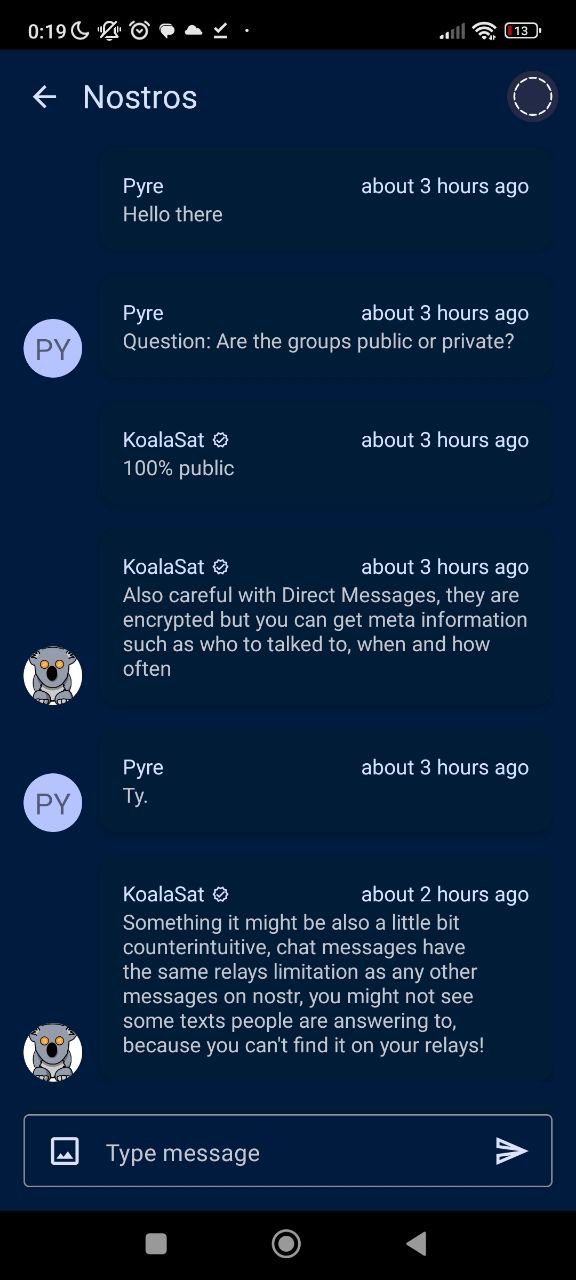 0:19
13
Nostros
Pyre about 3 hours ago
Hello there
Pyre about 3 hours ago
PY
Question: Are the groups public or private?
KoalaSat about 3 hours ago
100% public
KoalaSat about 3 hours ago
Also careful with Direct Messages, they are
encrypted but you can get meta information
such as who to talked to, when and how
often
Pyre about 3 hours ago
PY
Ty.
KoalaSat about 2 hours ago
Something it might be also a little bit
counterintuitive, chat messages have
the same relays limitation as any other
messages on nostr, you might not see
some texts people are answering to,
because you can't find it on your relays!
Type message